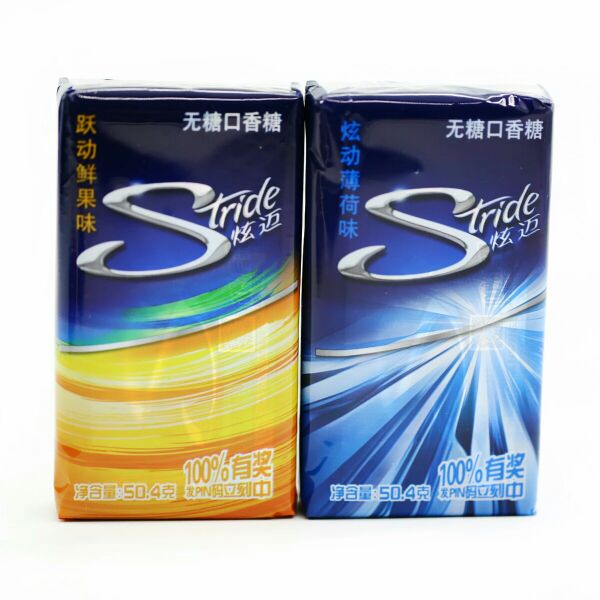 跃动鲜果味
无糖口香糖
Stride
炫迈
100%有奖
发PIN码立刻中
净含量:50.4克
炫动薄荷味
无糖口香糖
Stride
炫迈
100%有奖
发PIN码立刻中
净含量:50.4克